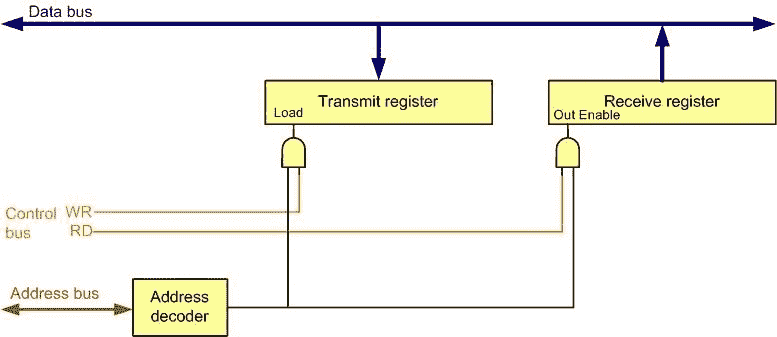 Data bus
Transmit register
Load
Receive register
Out Enable
Control WR
bus RD
Address bus
Address
decoder